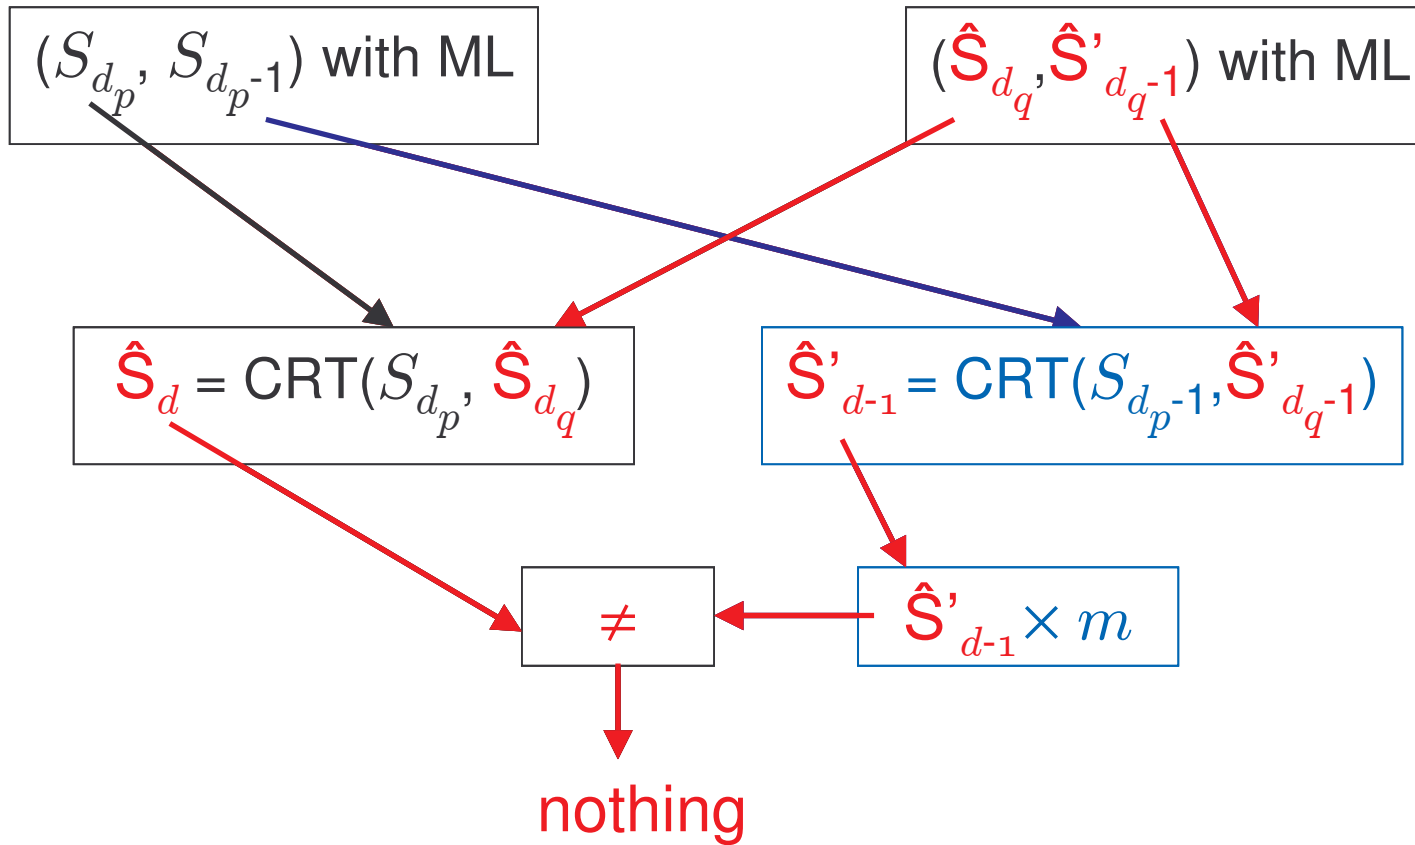 (S_{d_p}, S_{d_p-1}) with ML
(Ŝ_{d_q},Ŝ'_{d_q-1}) with ML
Ŝ_d = CRT(S_{d_p}, Ŝ_{d_q})
Ŝ'_{d-1} = CRT(S_{d_p-1},Ŝ'_{d_q-1})
≠
Ŝ'_{d-1} × m
nothing